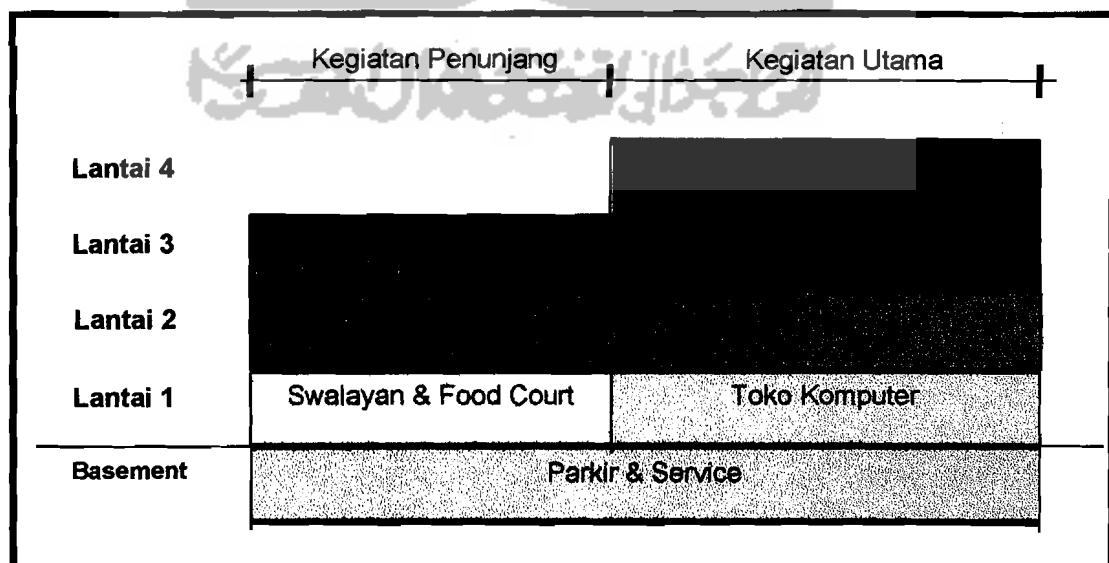 Kegiatan Penunjang Kegiatan Utama
Lantai 4
Lantai 3
Lantai 2
Lantai 1 Swalayan & Food Court Toko Komputer
Basement Parkir & Service